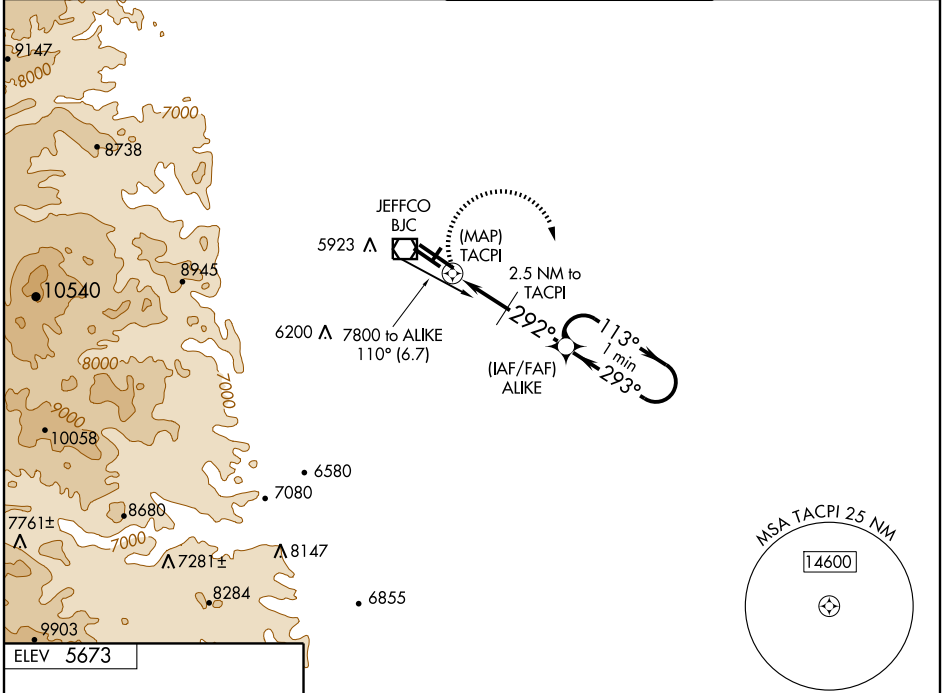 9147
8000
7000
8738
JEFFCO
BJC
5923
(MAP)
TACPI
8945
2.5 NM to
TACPI
10540
292°
6200
7800 to ALIKE
110° (6.7)
113°
1 min
293°
(IAF/FAF)
ALIKE
8000
7000
9000
10058
6580
7080
8680
7761±
7000
7281±
8147
MSA TACPI 25 NM
14600
8284
6855
9903
ELEV 5673